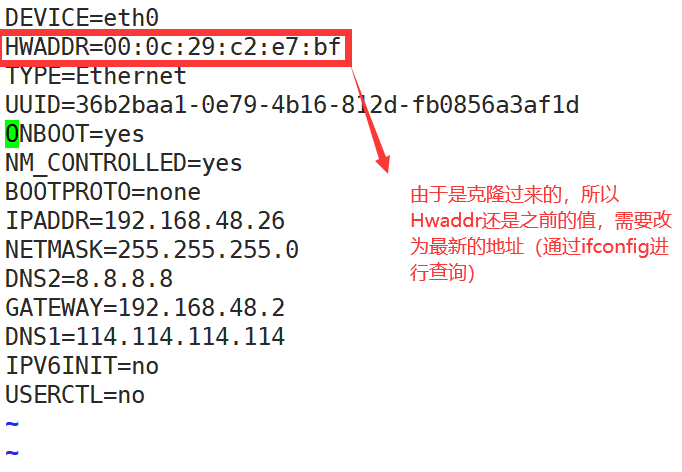 DEVICE=eth0
HWADDR=00:0c:29:c2:e7:bf
TYPE=Ethernet
UUID=36b2baa1-0e79-4b16-812d-fb0856a3af1d
ONBOOT=yes
NM_CONTROLLED=yes
BOOTPROTO=none
IPADDR=192.168.48.26
NETMASK=255.255.255.0
DNS2=8.8.8.8
GATEWAY=192.168.48.2
DNS1=114.114.114.114
IPV6INIT=no
USERCTL=no
~
~
由于是克隆过来的，所以
Hwaddr还是之前的值，需要改
为最新的地址（通过ifconfig进
行查询）